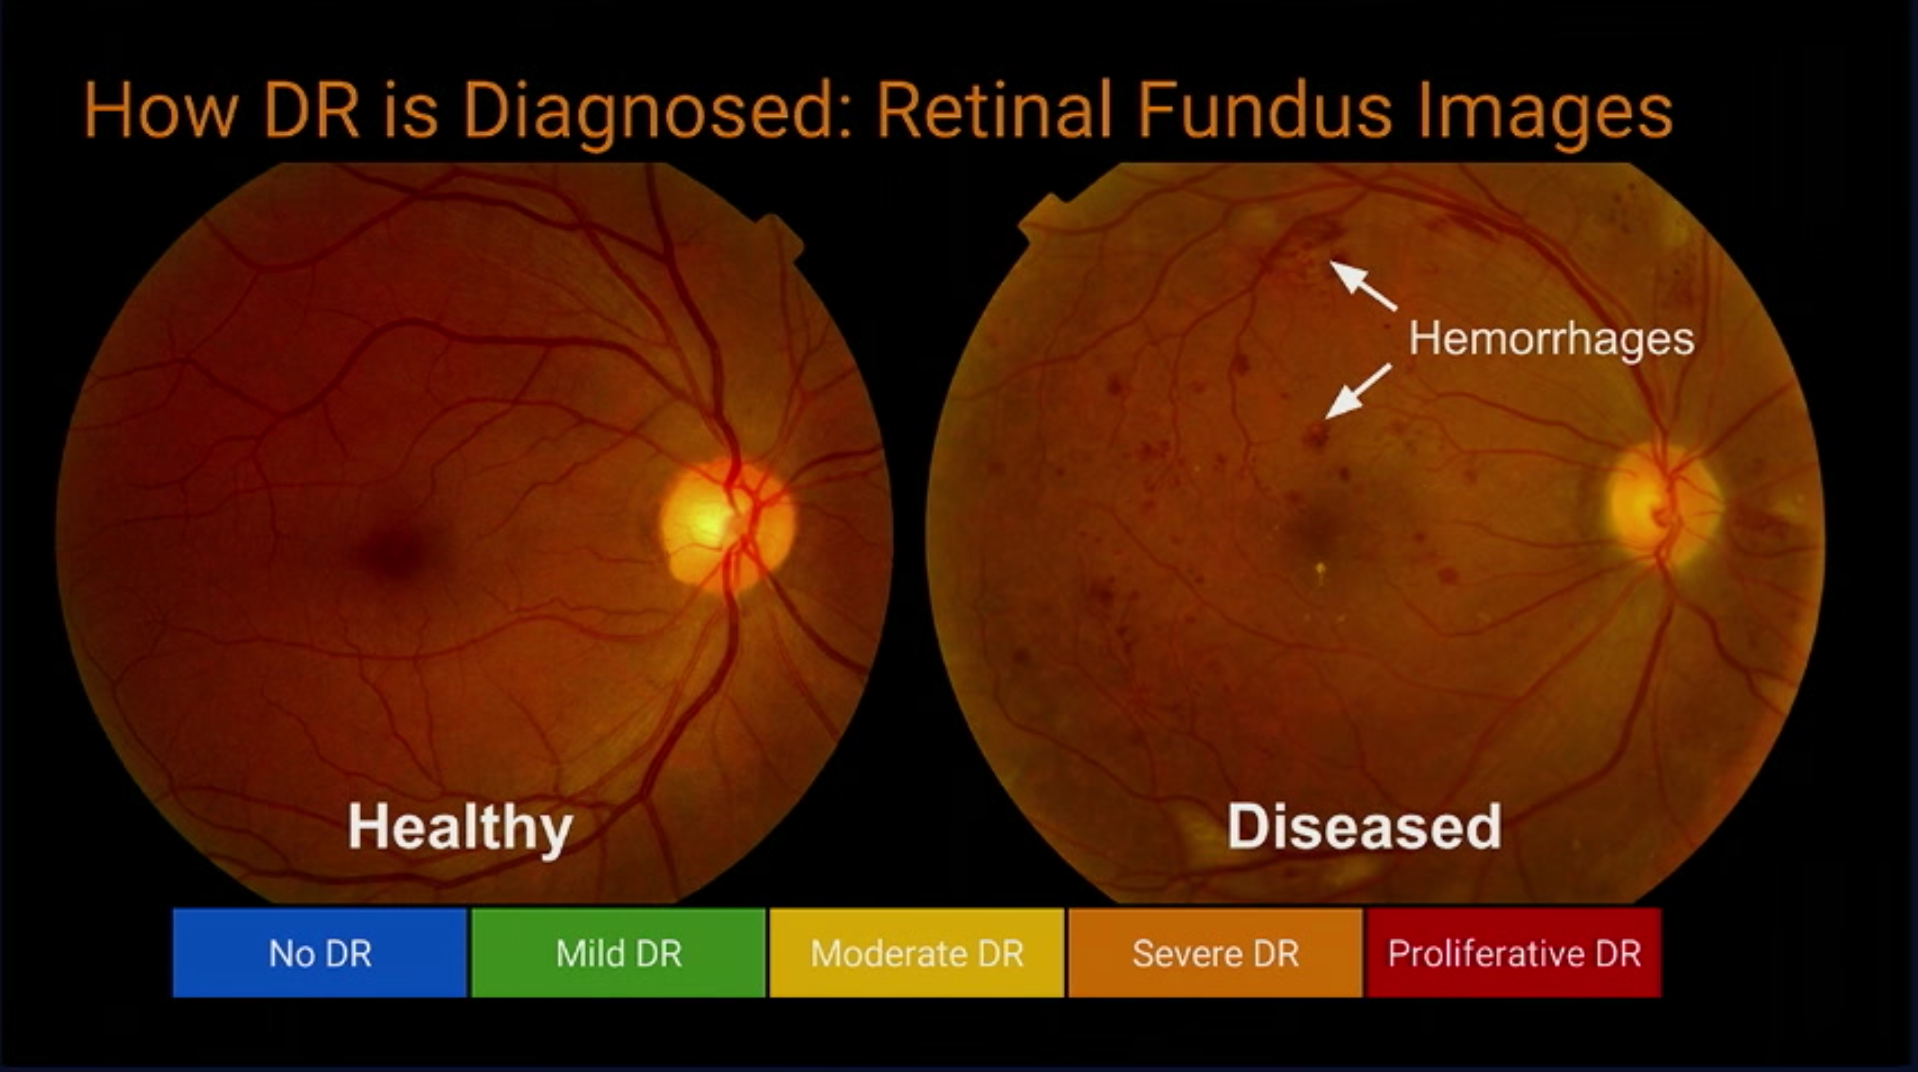 How DR is Diagnosed: Retinal Fundus Images
Hemorrhages
Healthy
Diseased
No DR
Mild DR
Moderate DR
Severe DR
Proliferative DR